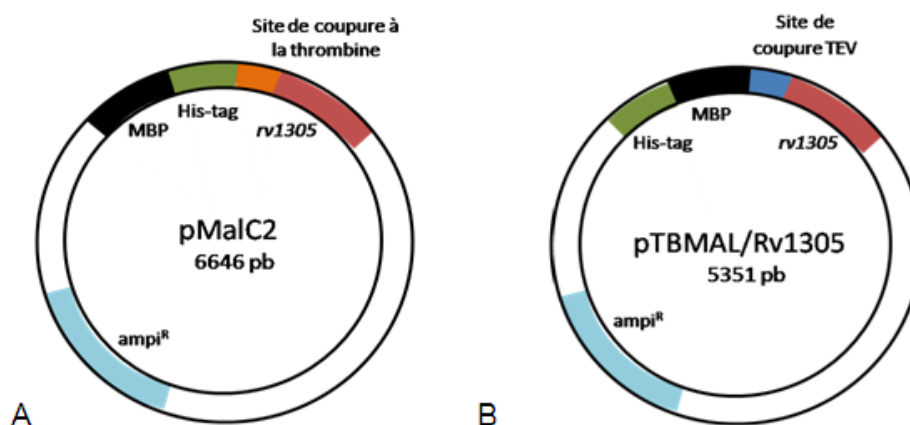 Site de coupure à
la thrombine
His-tag
MBP
rv1305
pMalC2
6646 pb
ampiᴿ
A
Site de
coupure TEV
MBP
His-tag
rv1305
pTBMAL/Rv1305
5351 pb
ampiᴿ
B